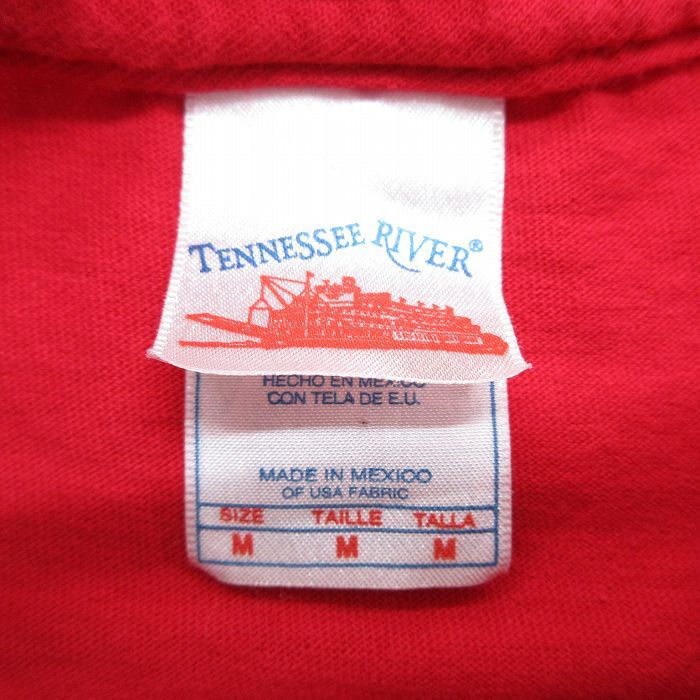 TENNESSEE RIVER®
HECHO EN MEXICO
CON TELA DE E.U.
MADE IN MEXICO
OF USA FABRIC
SIZE TAILLE TALLA
M M M